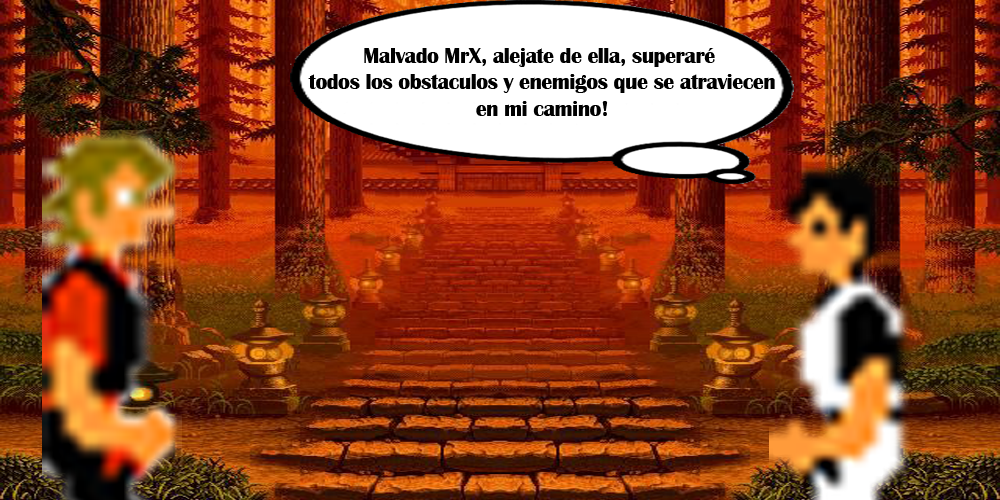 Malvado MrX, alejate de ella, superaré
todos los obstaculos y enemigos que se atraviecen
en mi camino!